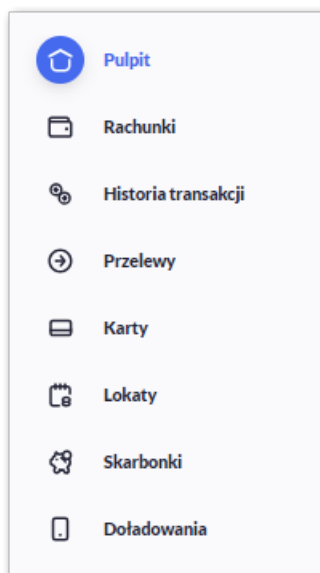 Pulpit
Rachunki
Historia transakcji
Przelewy
Karty
Lokaty
Skarbonki
Doładowania